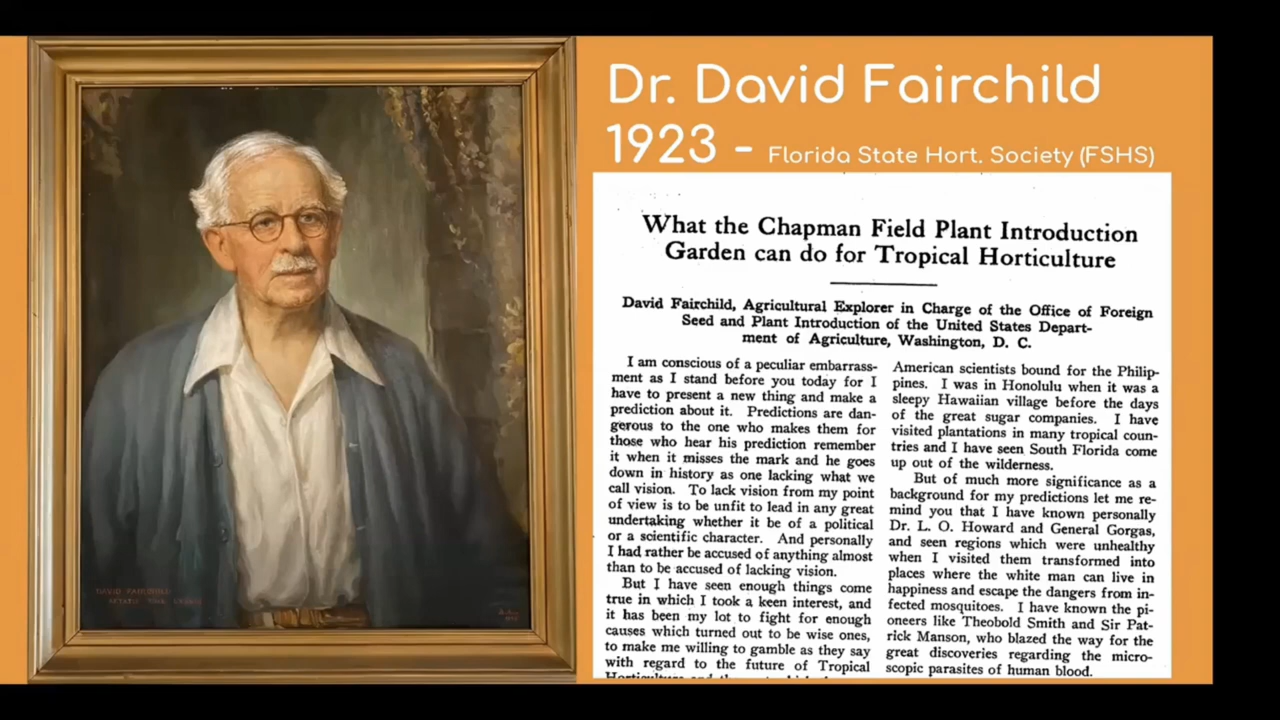 Dr. David Fairchild
1923 - Florida State Hort. Society (FSHS)
What the Chapman Field Plant Introduction
Garden can do for Tropical Horticulture
David Fairchild, Agricultural Explorer in Charge of the Office of Foreign
Seed and Plant Introduction of the United States Depart-
ment of Agriculture, Washington, D. C.
I am conscious of a peculiar embarrass-
ment as I stand before you today for I
have to present a new thing and make a
prediction about it. Predictions are dan-
gerous to the one who makes them for
those who hear his prediction remember
it when it misses the mark and he goes
down in history as one lacking what we
call vision. To lack vision from my point
of view is to be unfit to lead in any great
undertaking whether it be of a political
or a scientific character. And personally
I had rather be accused of anything almost
than to be accused of lacking vision.
But I have seen enough things come
true in which I took a keen interest, and
it has been my lot to fight for enough
causes which turned out to be wise ones,
to make me willing to gamble as they say
with regard to the future of Tropical
American scientists bound for the Philip-
pines. I was in Honolulu when it was a
sleepy Hawaiian village before the days
of the great sugar companies. I have
visited plantations in many tropical coun-
tries and I have seen South Florida come
up out of the wilderness.
But of much more significance as a
background for my predictions let me re-
mind you that I have known personally
Dr. L. O. Howard and General Gorgas,
and seen regions which were unhealthy
when I visited them transformed into
places where the white man can live in
happiness and escape the dangers from in-
fected mosquitoes. I have known the pi-
oneers like Theobold Smith and Sir Pat-
rick Manson, who blazed the way for the
great discoveries regarding the micro-
scopic parasites of human blood.
DAVID FAIRCHILD